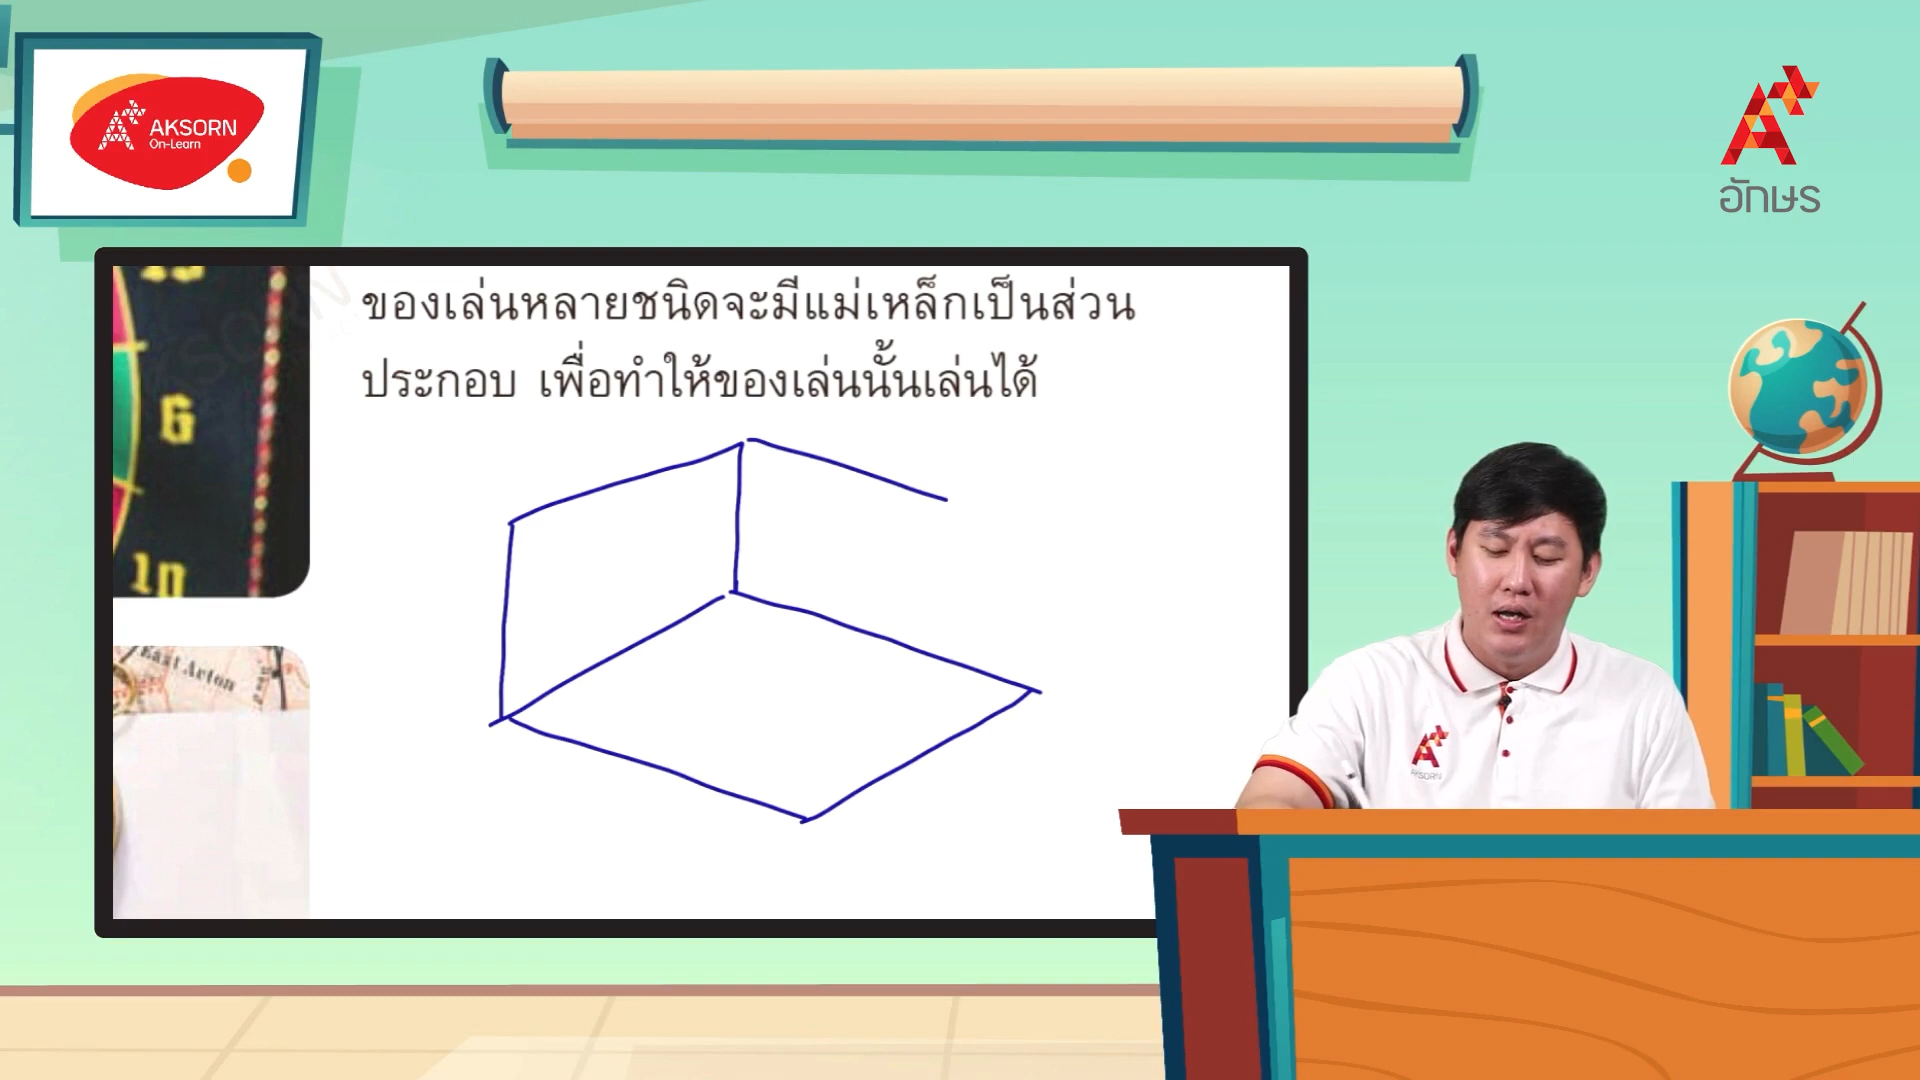 AKSORN
On-Learn
อักษร
ของเล่นหลายชนิดจะมีแม่เหล็กเป็นส่วน
ประกอบ เพื่อทำให้ของเล่นนั้นเล่นได้
6
10
East Acton
AKSORN